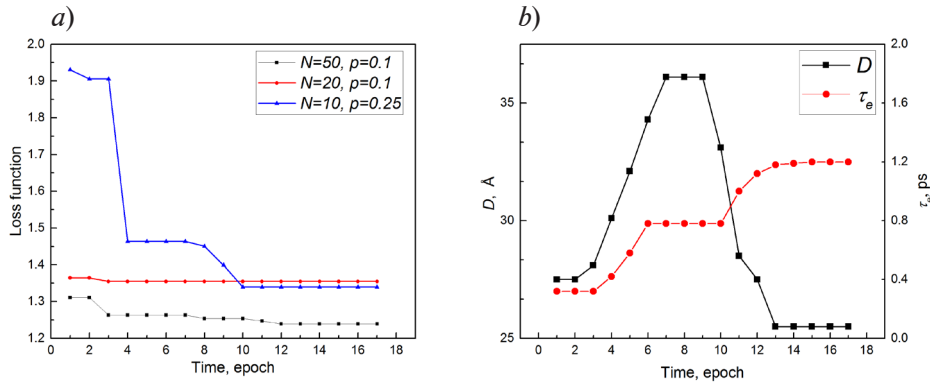 a)
2.0
1.9
1.8
1.7
1.6
1.5
1.4
1.3
1.2
Loss function
0 2 4 6 8 10 12 14 16 18
Time, epoch
N=50, p=0.1
N=20, p=0.1
N=10, p=0.25
b)
35
30
25
D, Å
0 2 4 6 8 10 12 14 16 18
Time, epoch
D
τe
2.0
1.6
1.2
0.8
0.4
0.0
τe, ps